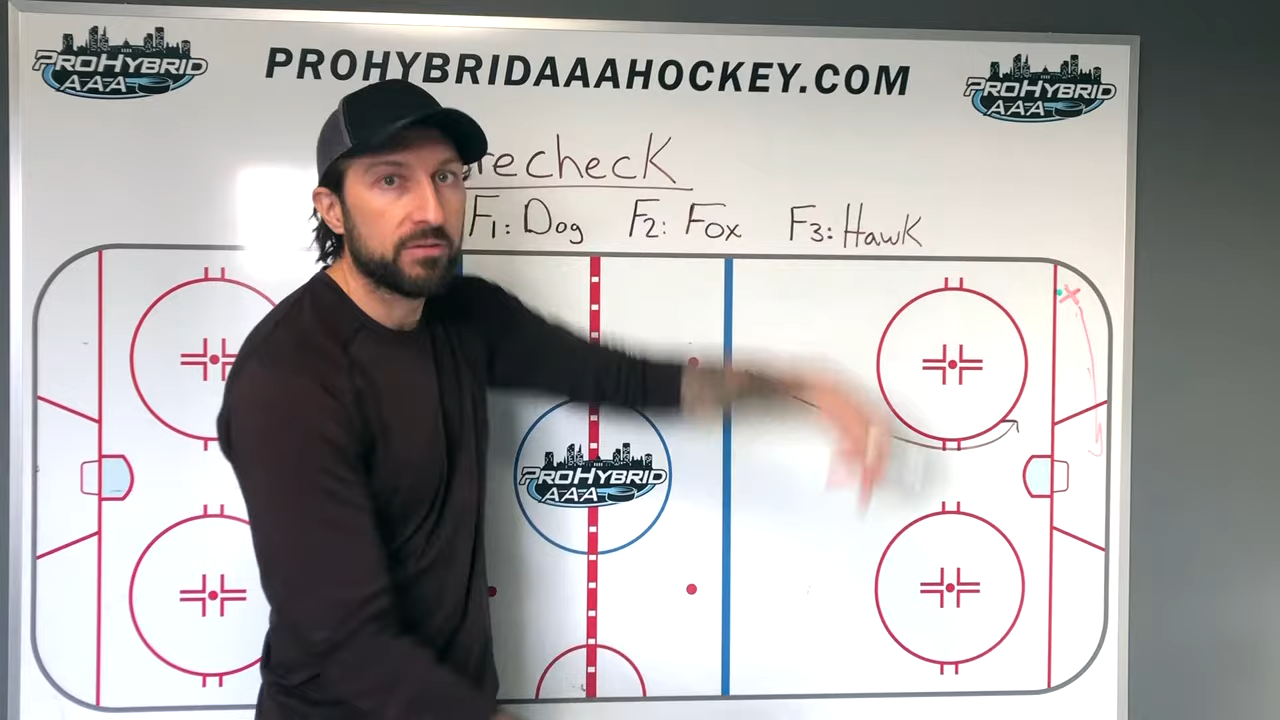 PROHYBRID
AAA
PROHYBRIDAAAHOCKEY.COM
PROHYBRID
AAA
recheck
F1: Dog F2: Fox F3: Hawk
PROHYBRID
AAA